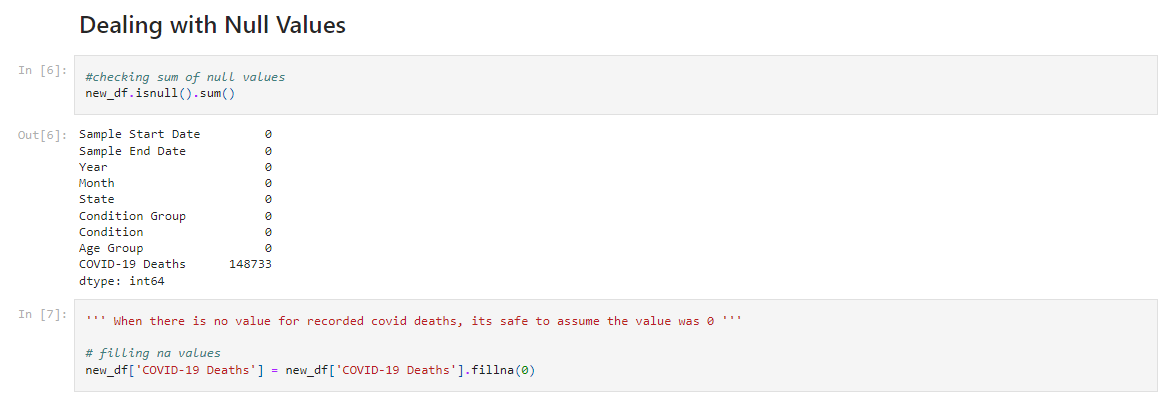 Dealing with Null Values
In [6]:
#checking sum of null values
new_df.isnull().sum()
Out[6]:
Sample Start Date 0
Sample End Date 0
Year 0
Month 0
State 0
Condition Group 0
Condition 0
Age Group 0
COVID-19 Deaths 148733
dtype: int64
In [7]:
''' When there is no value for recorded covid deaths, its safe to assume the value was 0 '''
# filling na values
new_df['COVID-19 Deaths'] = new_df['COVID-19 Deaths'].fillna(0)